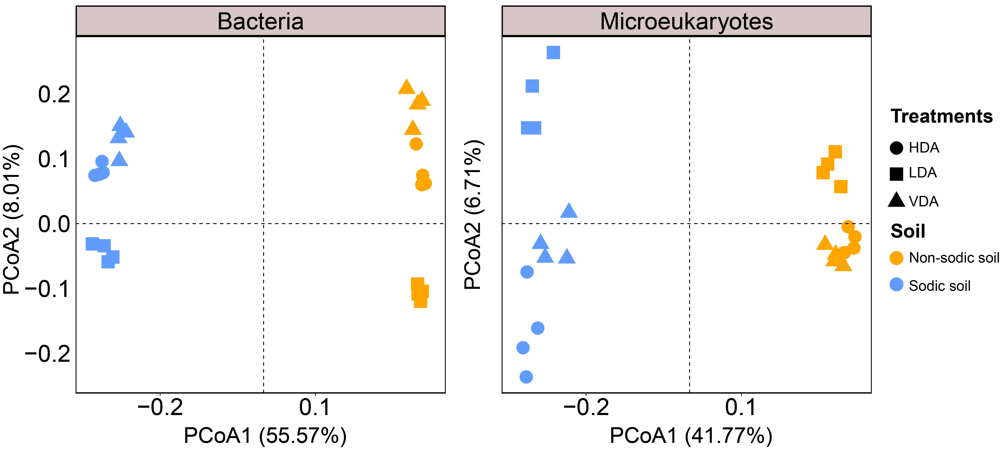 Bacteria
Microeukaryotes
PCoA2 (8.01%)
0.2
0.1
0.0
−0.1
−0.2
−0.2
0.1
PCoA1 (55.57%)
PCoA2 (6.71%)
−0.2
0.1
PCoA1 (41.77%)
Treatments
HDA
LDA
VDA
Soil
Non-sodic soil
Sodic soil